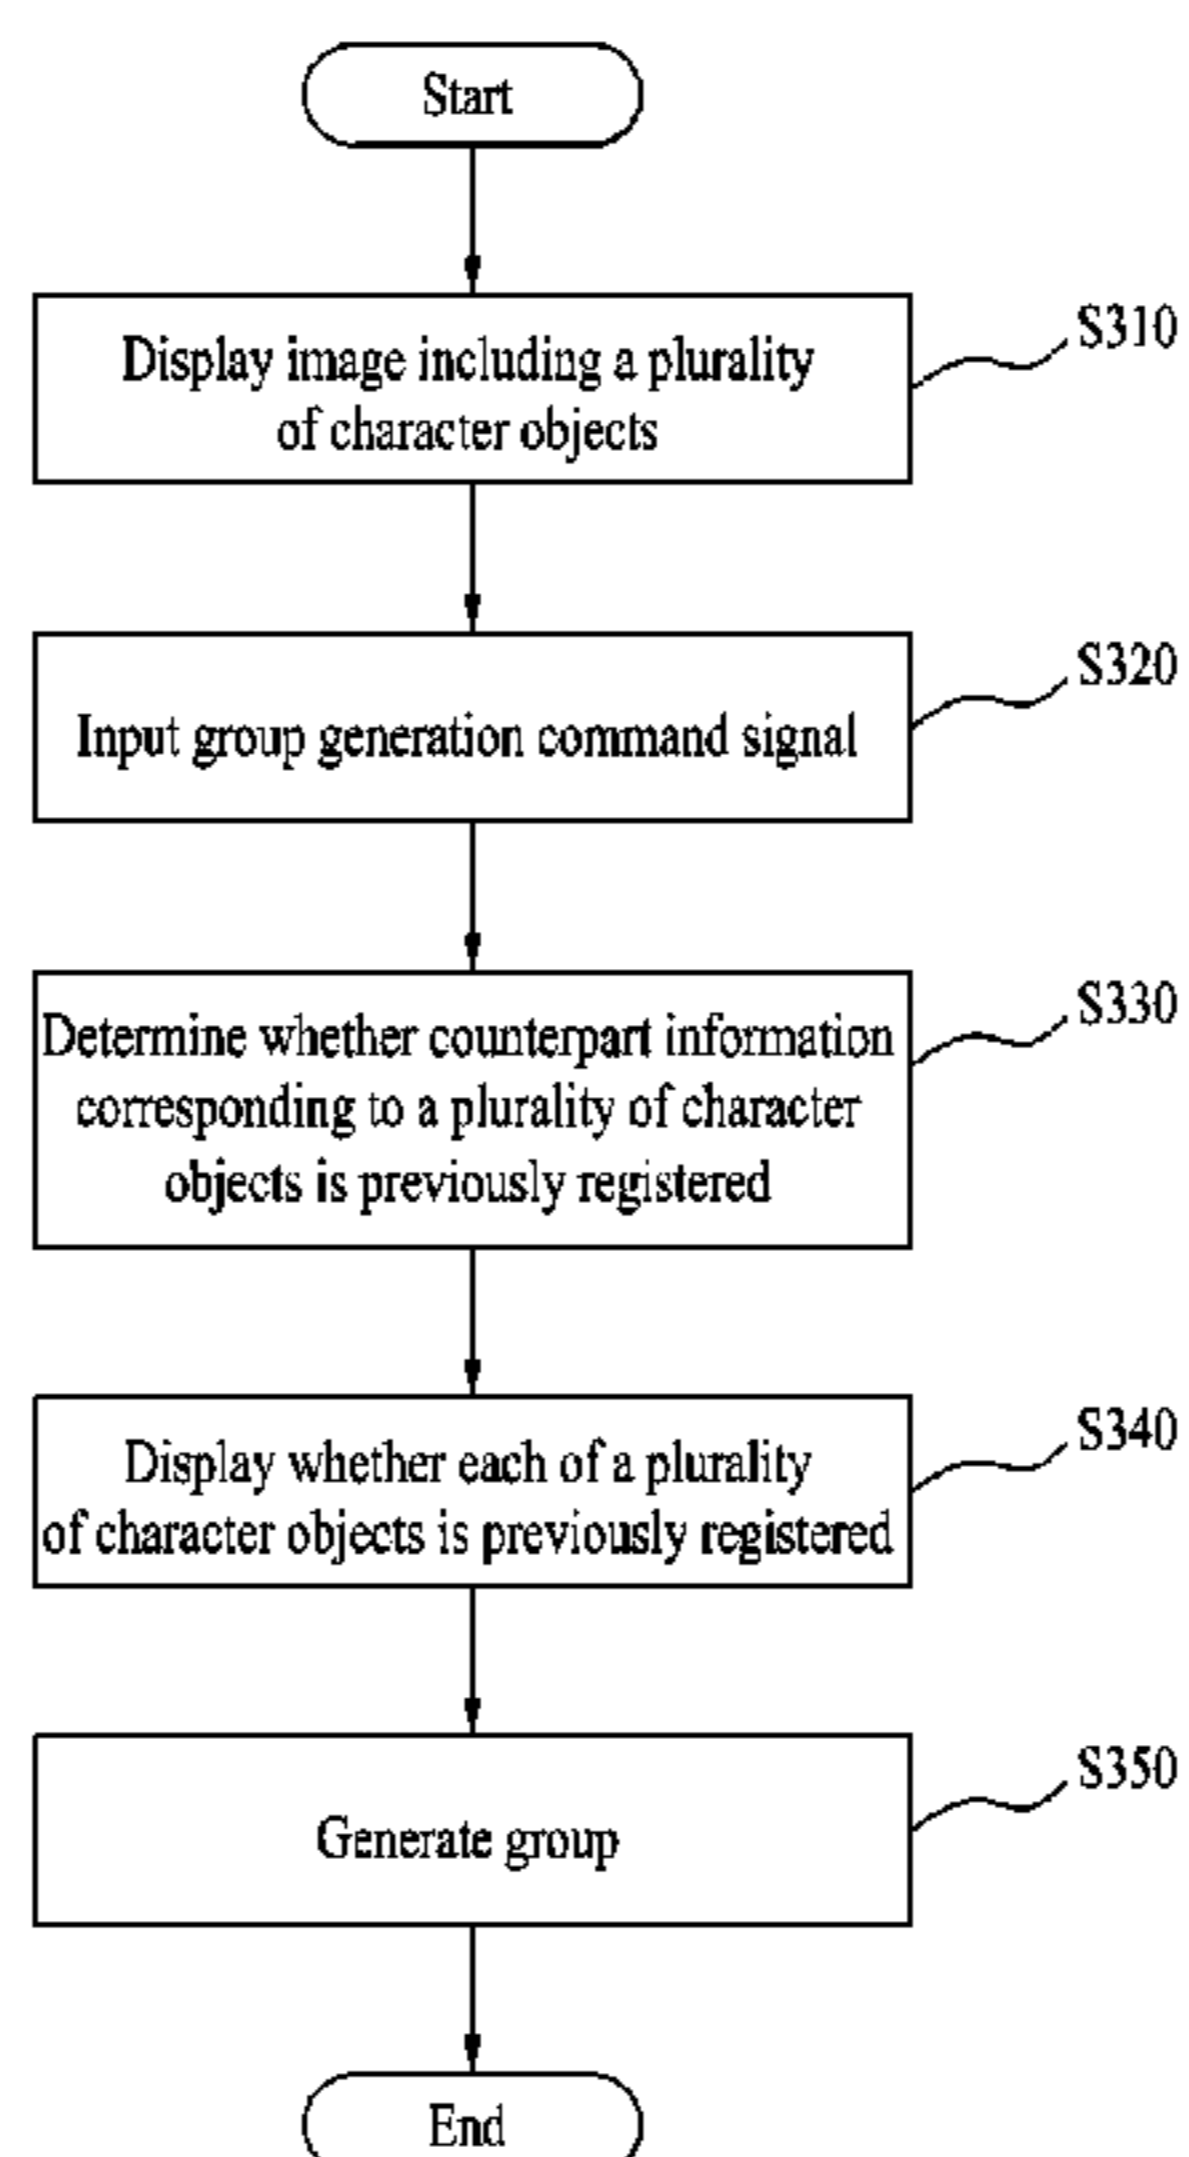 Start
Display image including a plurality
of character objects
S310
Input group generation command signal
S320
Determine whether counterpart information
corresponding to a plurality of character
objects is previously registered
S330
Display whether each of a plurality
of character objects is previously registered
S340
Generate group
S350
End